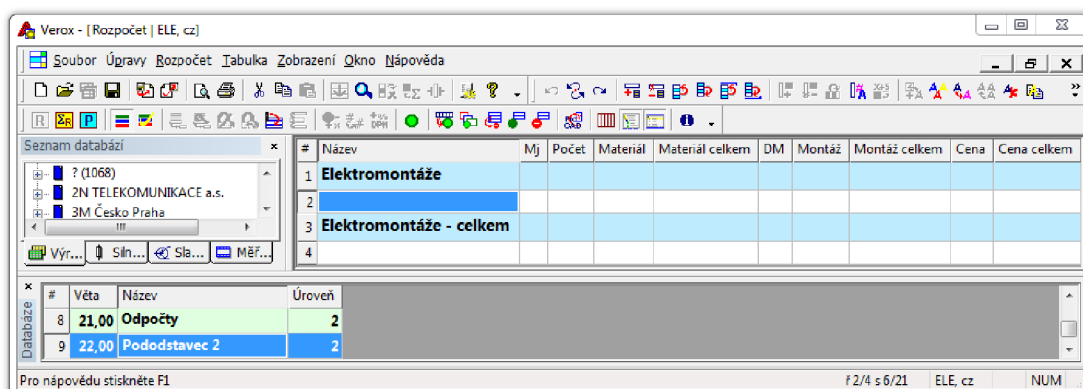 Verox - [Rozpočet | ELE, cz]
Soubor Úpravy Rozpočet Tabulka Zobrazení Okno Nápověda
Seznam databází
? (1068)
2N TELEKOMUNIKACE a.s.
3M Česko Praha
Výr... Siln... Sla... Měř...
# Název Mj Počet Materiál Materiál celkem DM Montáž Montáž celkem Cena Cena celkem
1 Elektromontáže
2
3 Elektromontáže - celkem
4
Databáze
# Věta Název Úroveň
8 21,00 Odpočty 2
9 22,00 Pododstavec 2 2
Pro nápovědu stiskněte F1
ř 2/4 s 6/21 ELE, cz NUM